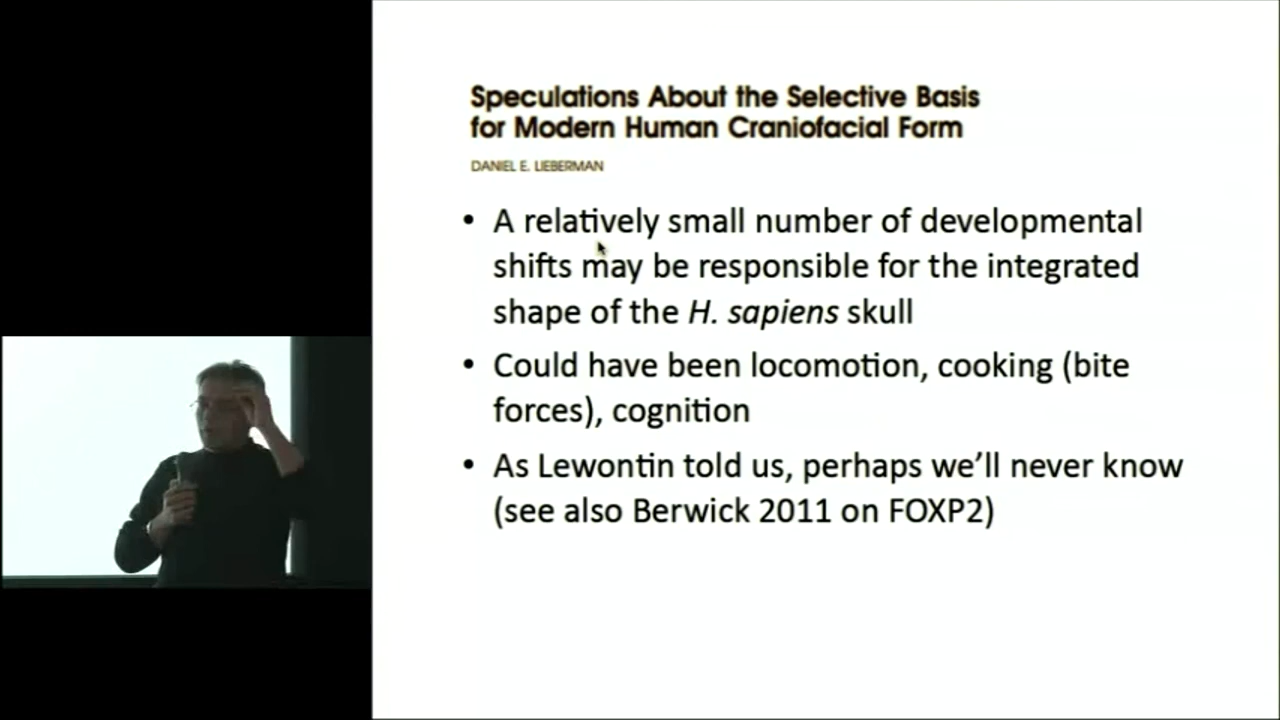 Speculations About the Selective Basis
for Modern Human Craniofacial Form
DANIEL E. LIEBERMAN
• A relatively small number of developmental
shifts may be responsible for the integrated
shape of the H. sapiens skull
• Could have been locomotion, cooking (bite
forces), cognition
• As Lewontin told us, perhaps we’ll never know
(see also Berwick 2011 on FOXP2)